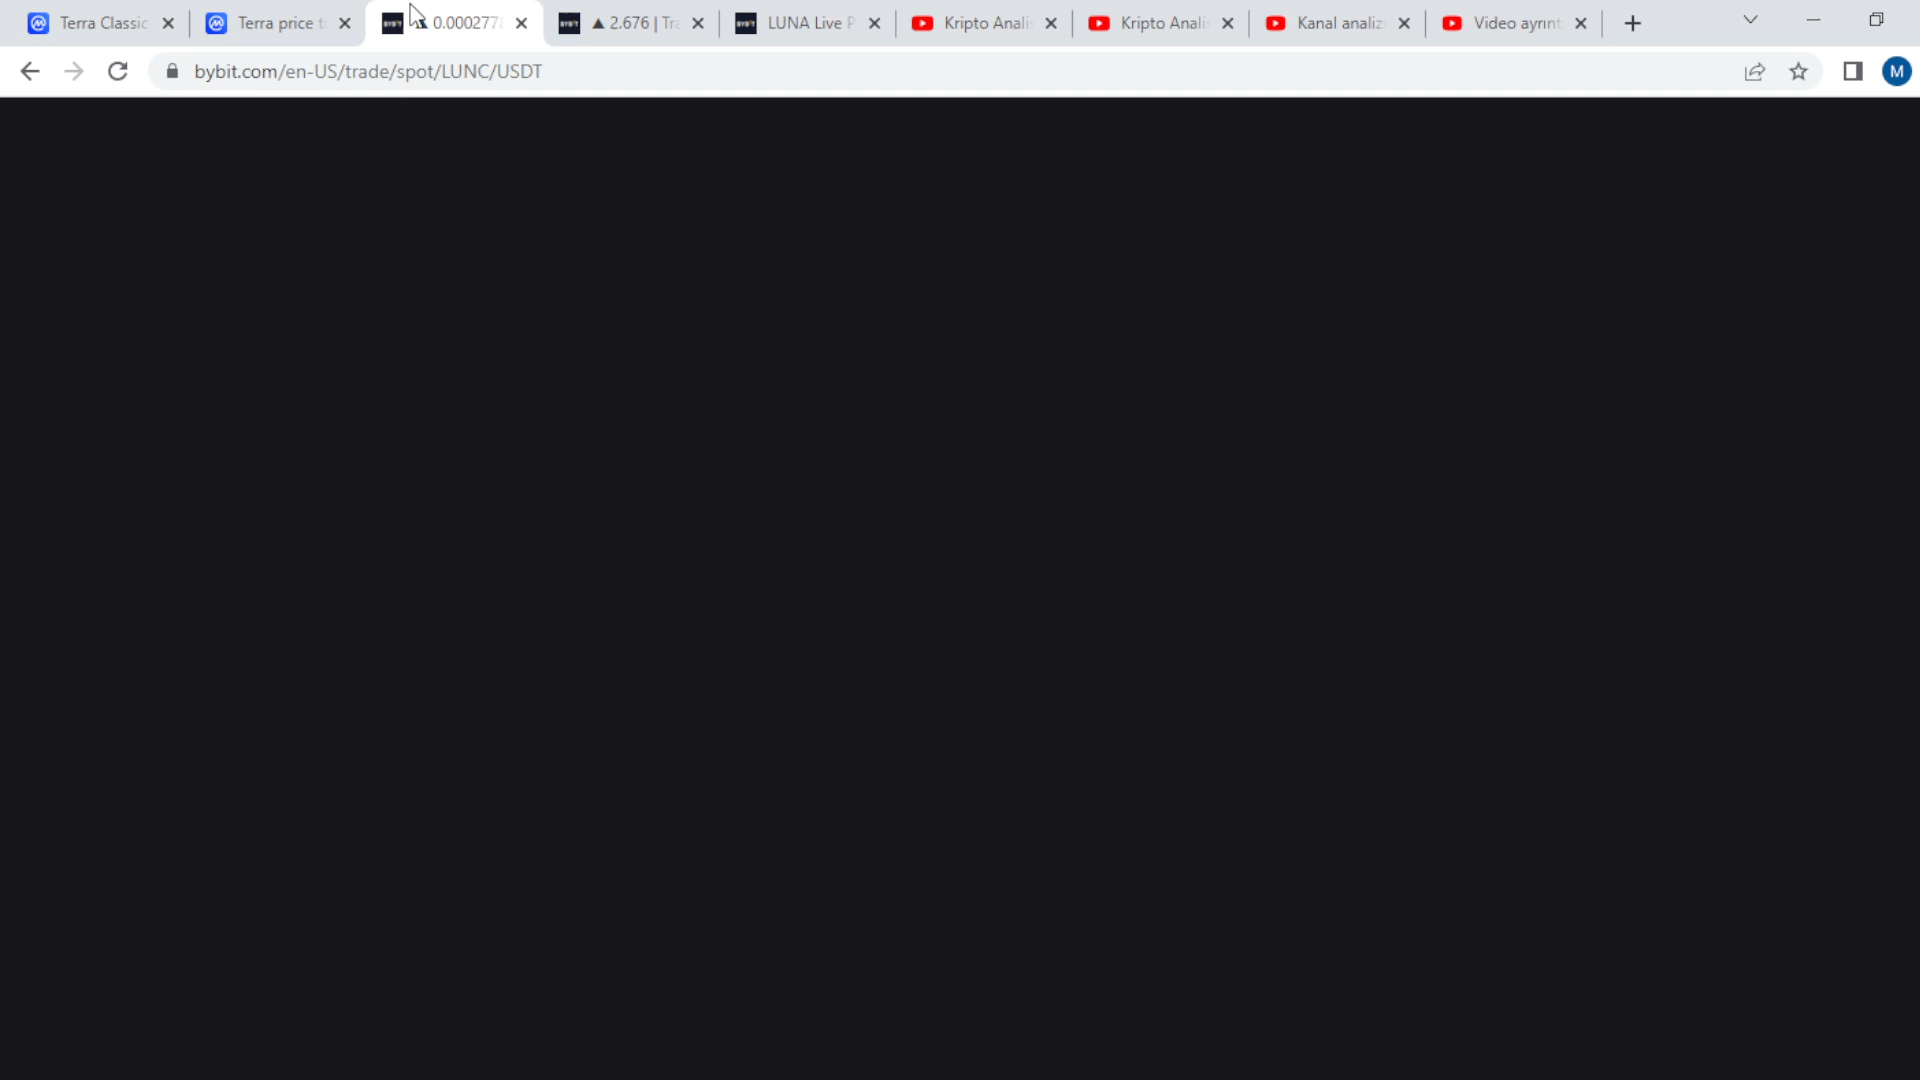 Terra Classic
Terra price t
0.000277
▲ 2.676 | Tra
LUNA Live P
Kripto Anali
Kripto Anali
Kanal analiz
Video ayrınt
bybit.com/en-US/trade/spot/LUNC/USDT
M